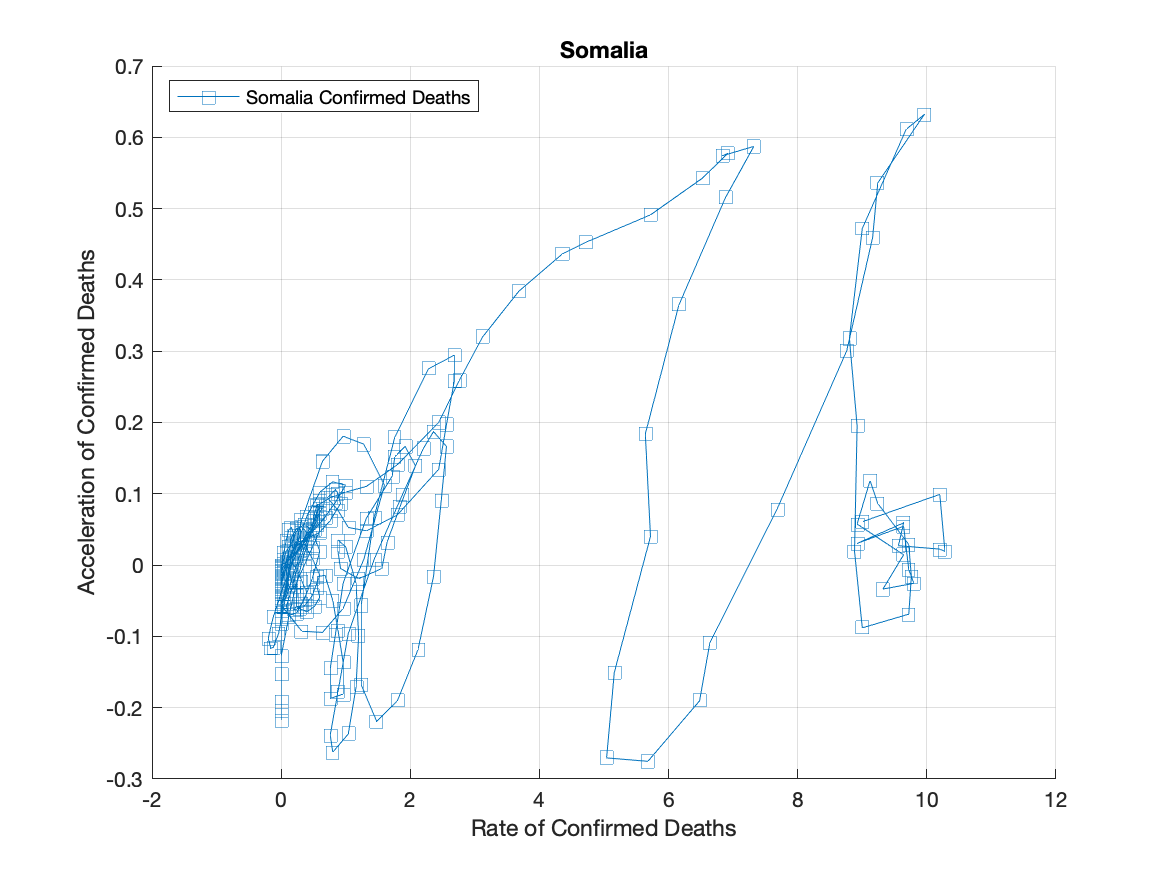 Somalia
Somalia Confirmed Deaths
0.7
0.6
0.5
0.4
0.3
0.2
0.1
0
-0.1
-0.2
-0.3
Acceleration of Confirmed Deaths
-2 0 2 4 6 8 10 12
Rate of Confirmed Deaths